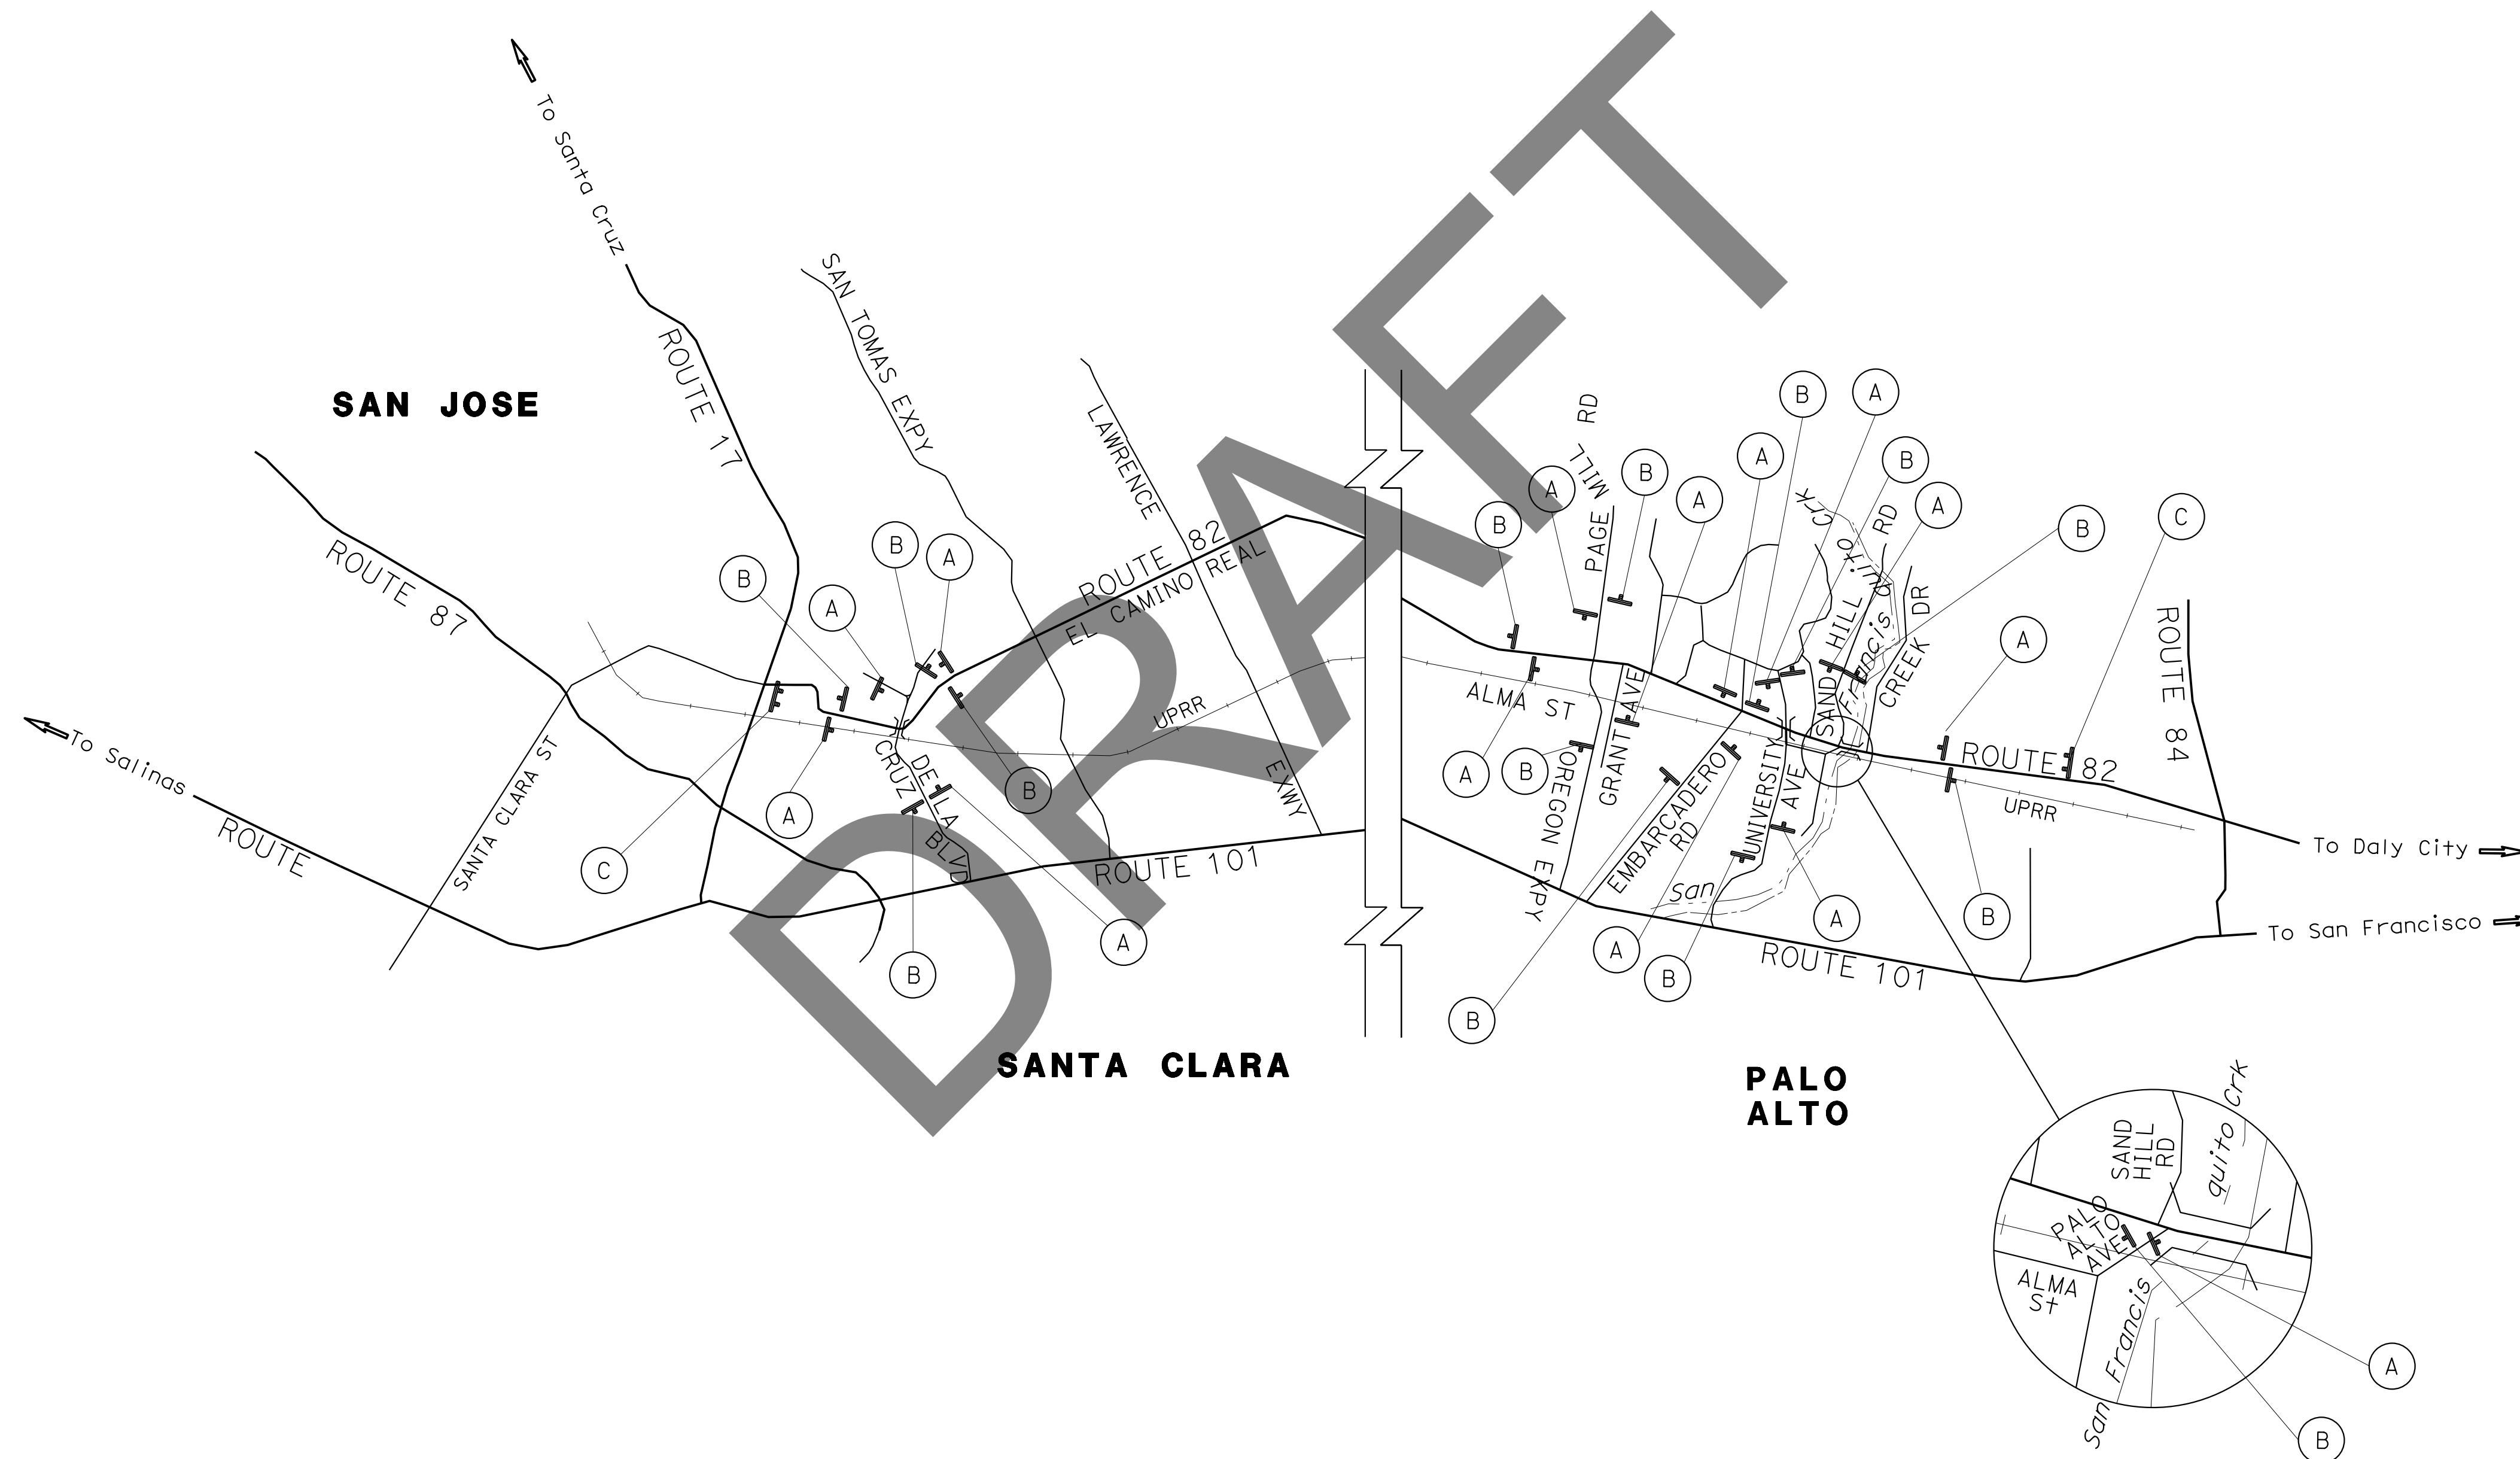 To Santa Cruz
SAN JOSE
ROUTE 17
SAN TOMAS EXPY
LAWRENCE
EXWY
ROUTE 87
ROUTE 82
EL CAMINO REAL
B
A
B
A
To Salinas
ROUTE
SANTA CLARA ST
C
A
DE LA
CRUZ
BLVD
UPRR
B
ROUTE 101
A
B
SANTA CLARA
DRAFT
PAGE MILL RD
B
A
B
A
A
B
A
B
A
B
C
A
Crk
quito
Francis
SAND HILL RD
CREEK DR
ROUTE 84
ALMA ST
GRANT AVE
OREGON EXPY
EMBARCADERO
RD
UNIVERSITY
AVE
ROUTE 82
UPRR
A
B
San
A
B
A
B
B
To Daly City
To San Francisco
ROUTE 101
PALO
ALTO
SAND
HILL
RD
quito crk
PALO
ALTO
AVE
ALMA
St
San Francis
A
B